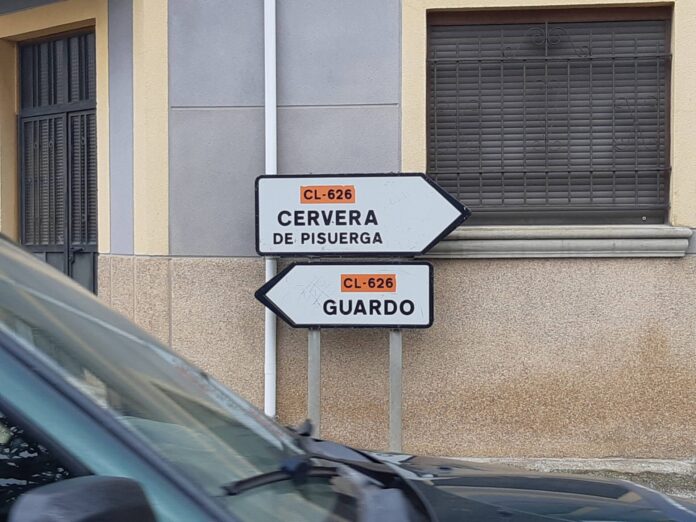 CL-626
CERVERA
DE PISUERGA
CL-626
GUARDO